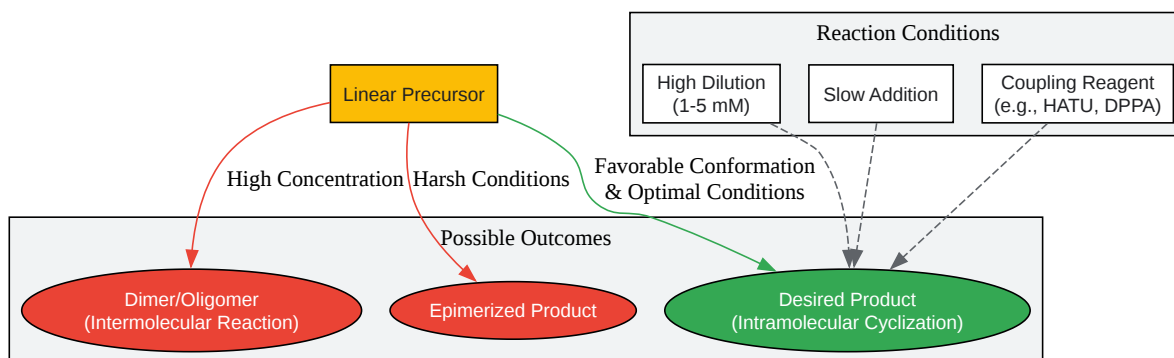 Reaction Conditions
High Dilution
(1-5 mM)
Slow Addition
Coupling Reagent
(e.g., HATU, DPPA)
Linear Precursor
High Concentration
Harsh Conditions
Favorable Conformation
& Optimal Conditions
Possible Outcomes
Dimer/Oligomer
(Intermolecular Reaction)
Epimerized Product
Desired Product
(Intramolecular Cyclization)